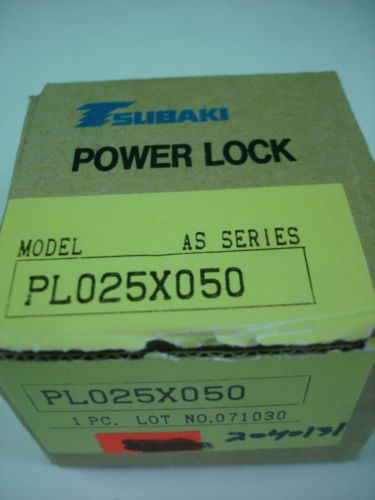 TSUBAKI
POWER LOCK
MODEL AS SERIES
PL025X050
PL025X050
1 PC. LOT NO.071030